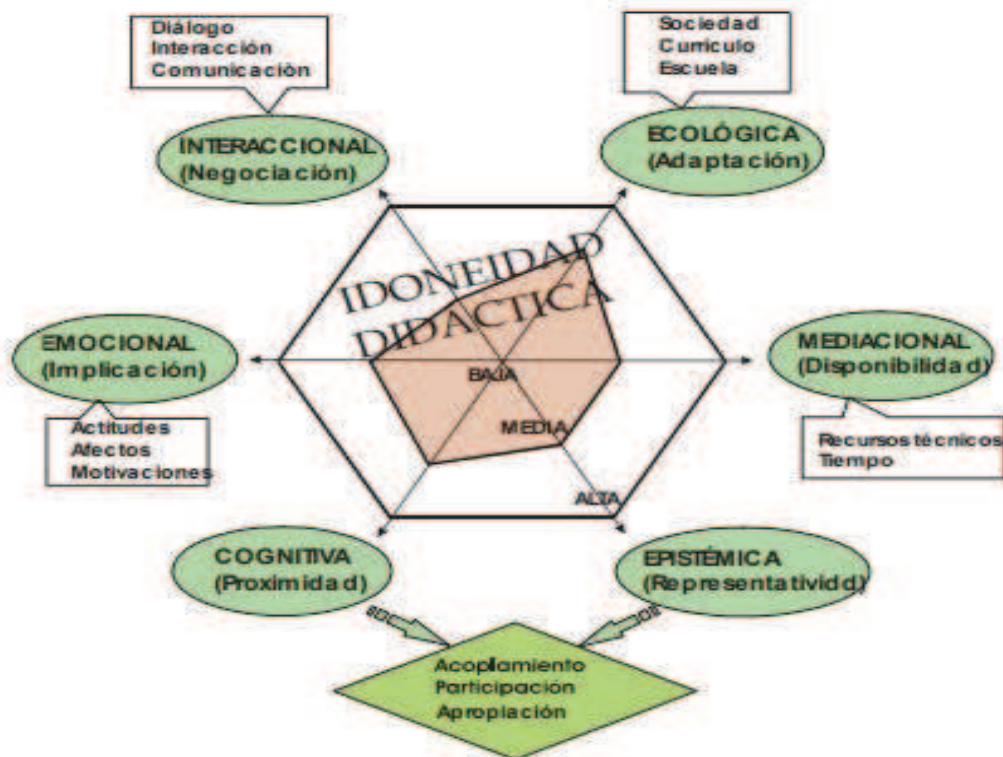 Diálogo
Interacción
Comunicación
Sociedad
Currículo
Escuela
INTERACCIONAL
(Negociación)
ECOLÓGICA
(Adaptación)
IDONEIDAD
DIDACTICA
EMOCIONAL
(Implicación)
BAJA
MEDIACIONAL
(Disponibilidad)
MEDIA
Actitudes
Afectos
Motivaciones
Recursos técnicos
Tiempo
ALTA
COGNITIVA
(Proximidad)
EPISTÉMICA
(Representatividd)
Acoplamiento
Participación
Apropiación